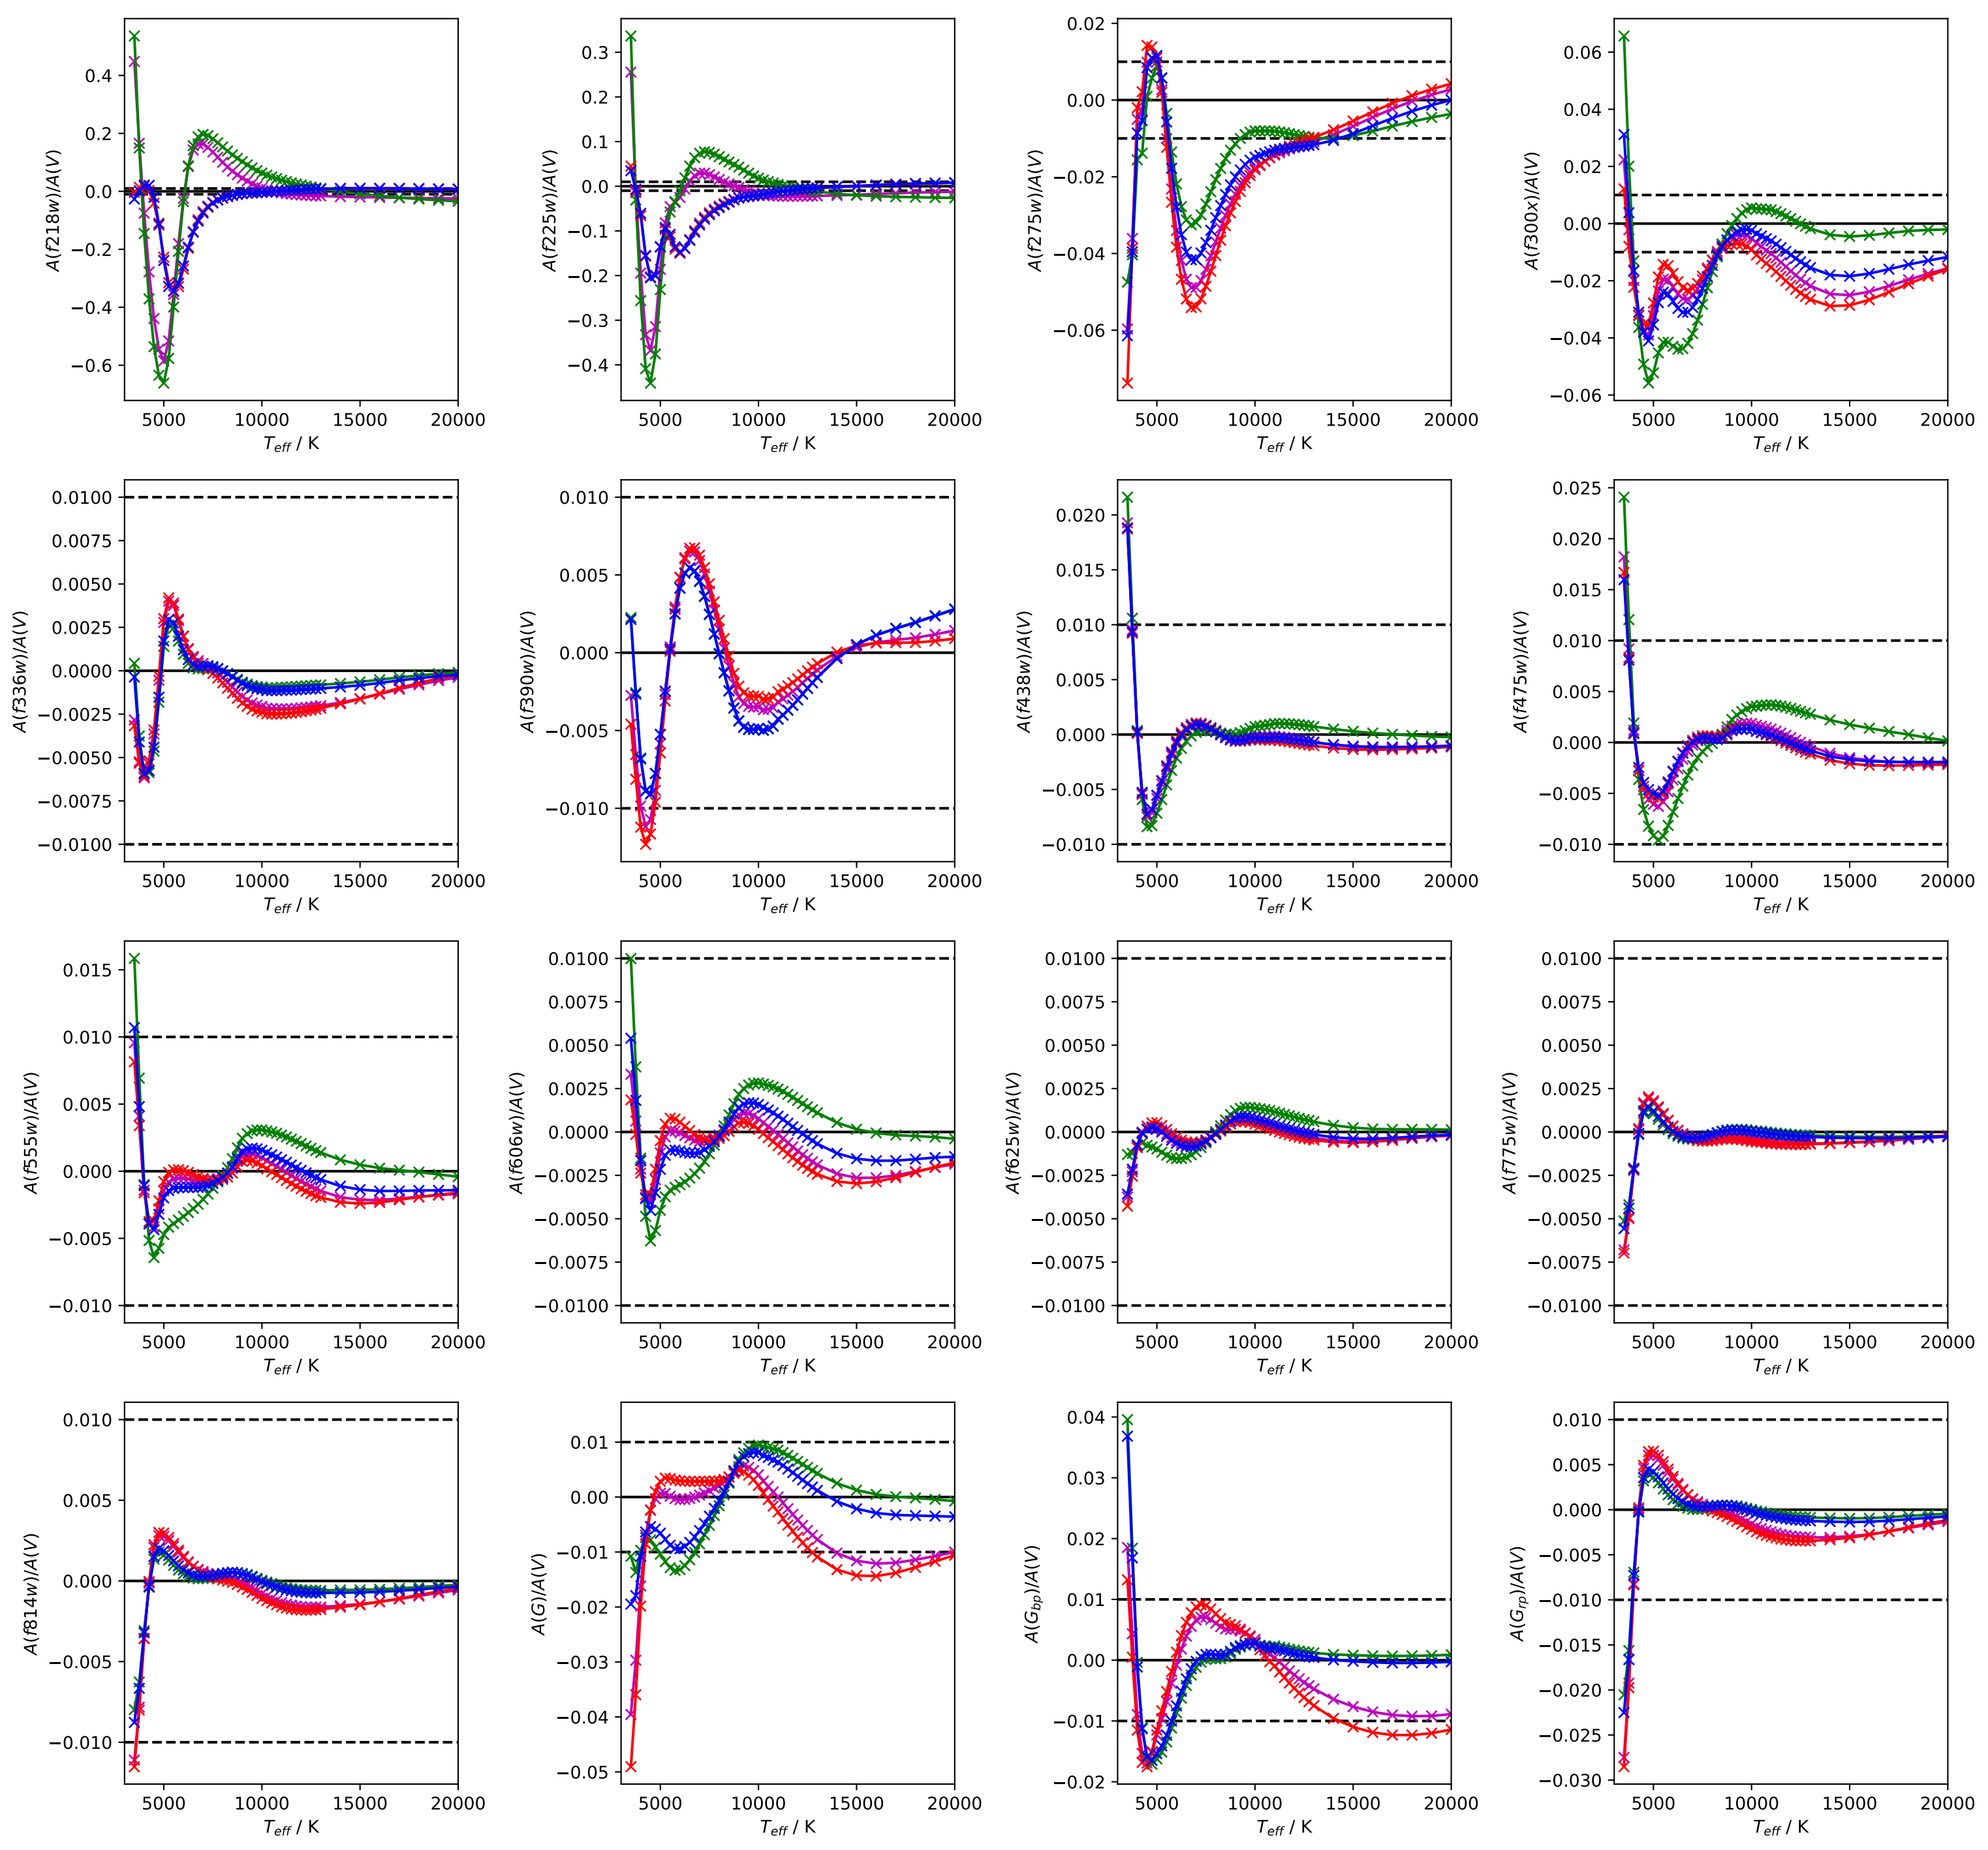 A(f218w)/A(V)
0.4
0.2
0.0
−0.2
−0.4
−0.6
5000 10000 15000 20000
T_eff / K
A(f225w)/A(V)
0.3
0.2
0.1
0.0
−0.1
−0.2
−0.3
−0.4
5000 10000 15000 20000
T_eff / K
A(f275w)/A(V)
0.02
0.00
−0.02
−0.04
−0.06
5000 10000 15000 20000
T_eff / K
A(f300x)/A(V)
0.06
0.04
0.02
0.00
−0.02
−0.04
−0.06
5000 10000 15000 20000
T_eff / K
A(f336w)/A(V)
0.0100
0.0075
0.0050
0.0025
0.0000
−0.0025
−0.0050
−0.0075
−0.0100
5000 10000 15000 20000
T_eff / K
A(f390w)/A(V)
0.010
0.005
0.000
−0.005
−0.010
5000 10000 15000 20000
T_eff / K
A(f438w)/A(V)
0.020
0.015
0.010
0.005
0.000
−0.005
−0.010
5000 10000 15000 20000
T_eff / K
A(f475w)/A(V)
0.025
0.020
0.015
0.010
0.005
0.000
−0.005
−0.010
5000 10000 15000 20000
T_eff / K
A(f555w)/A(V)
0.015
0.010
0.005
0.000
−0.005
−0.010
5000 10000 15000 20000
T_eff / K
A(f606w)/A(V)
0.0100
0.0075
0.0050
0.0025
0.0000
−0.0025
−0.0050
−0.0075
−0.0100
5000 10000 15000 20000
T_eff / K
A(f625w)/A(V)
0.0100
0.0075
0.0050
0.0025
0.0000
−0.0025
−0.0050
−0.0075
−0.0100
5000 10000 15000 20000
T_eff / K
A(f775w)/A(V)
0.0100
0.0075
0.0050
0.0025
0.0000
−0.0025
−0.0050
−0.0075
−0.0100
5000 10000 15000 20000
T_eff / K
A(f814w)/A(V)
0.010
0.005
0.000
−0.005
−0.010
5000 10000 15000 20000
T_eff / K
A(G)/A(V)
0.01
0.00
−0.01
−0.02
−0.03
−0.04
−0.05
5000 10000 15000 20000
T_eff / K
A(G_bp)/A(V)
0.04
0.03
0.02
0.01
0.00
−0.01
−0.02
5000 10000 15000 20000
T_eff / K
A(G_rp)/A(V)
0.010
0.005
0.000
−0.005
−0.010
−0.015
−0.020
−0.025
−0.030
5000 10000 15000 20000
T_eff / K